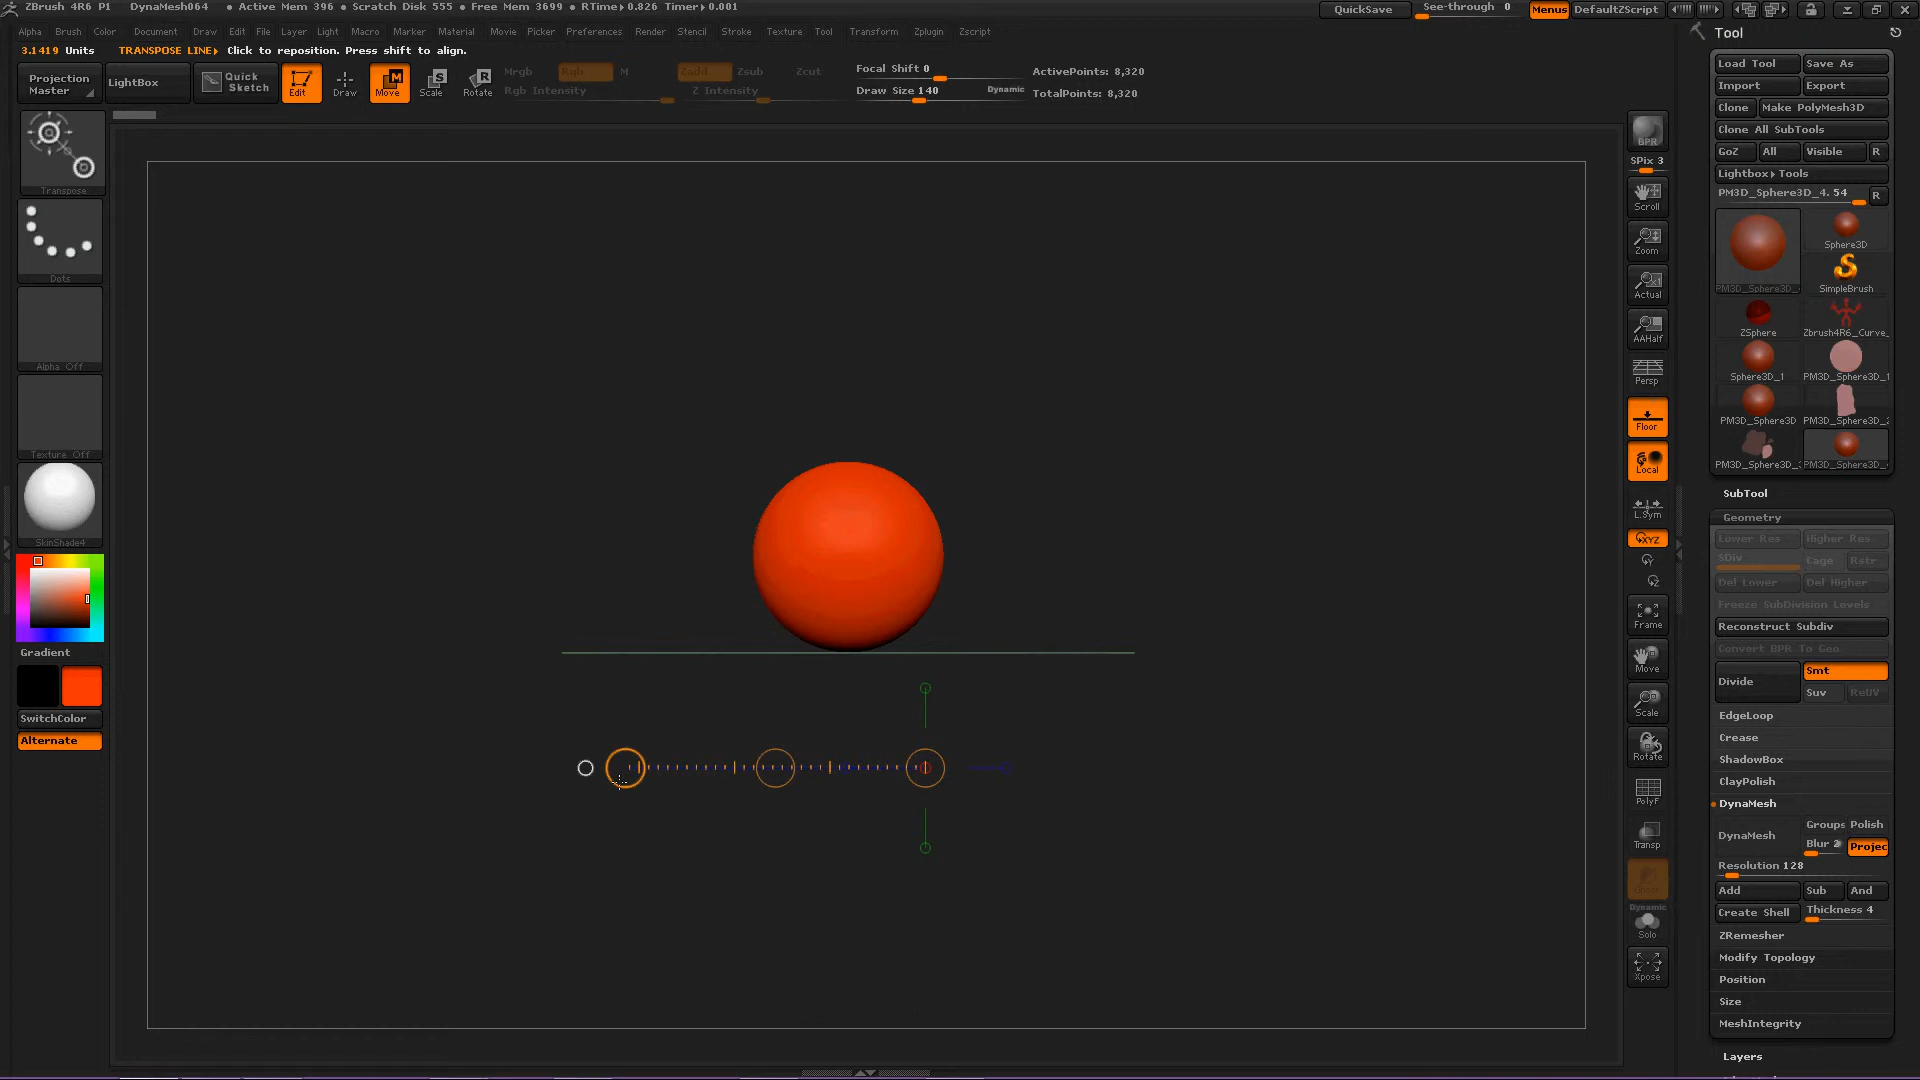 ZBrush 4R6 P1 DynaMesh064 • Active Mem 396 • Scratch Disk 555 • Free Mem 3699 • RTime▸0.826 Timer▸0.001
QuickSave
See-through 0
Menus
DefaultZScript
Alpha Brush Color Document Draw Edit File Layer Light Macro Marker Material Movie Picker Preferences Render Stencil Stroke Texture Tool Transform Zplugin Zscript
3.1419 Units TRANSPOSE LINE▸ Click to reposition. Press shift to align.
Projection
Master
LightBox
Quick
Sketch
Edit
Draw
Move
Scale
Rotate
Mrgb Rgb M
Rgb Intensity
Zadd Zsub Zcut
Z Intensity
Focal Shift 0
Draw Size 140
Dynamic
ActivePoints: 8,320
TotalPoints: 8,320
Transpose
Dots
Alpha Off
Texture Off
SkinShade4
Gradient
SwitchColor
Alternate
BPR
SPix 3
Scroll
Zoom
Actual
AAHalf
Persp
Floor
Local
L.Sym
XYZ
Y
Z
Frame
Move
Scale
Rotate
PolyF
Transp
Ghost
Dynamic
Solo
Xpose
Tool
Load Tool Save As
Import Export
Clone Make PolyMesh3D
Clone All SubTools
GoZ All Visible R
Lightbox▸Tools
PM3D_Sphere3D_4. 54 R
PM3D_Sphere3D_
Sphere3D
SimpleBrush
ZSphere Zbrush4R6_Curve_
Sphere3D_1 PM3D_Sphere3D_1
PM3D_Sphere3D PM3D_Sphere3D_2
PM3D_Sphere3D_3 PM3D_Sphere3D_
SubTool
Geometry
Lower Res Higher Res
SDiv Cage Rstr
Del Lower Del Higher
Freeze SubDivision Levels
Reconstruct Subdiv
Convert BPR To Geo
Divide
Smt
Suv ReUV
EdgeLoop
Crease
ShadowBox
ClayPolish
DynaMesh
DynaMesh
Groups Polish
Blur 2 Projec
Resolution 128
Add Sub And
Create Shell Thickness 4
ZRemesher
Modify Topology
Position
Size
MeshIntegrity
Layers